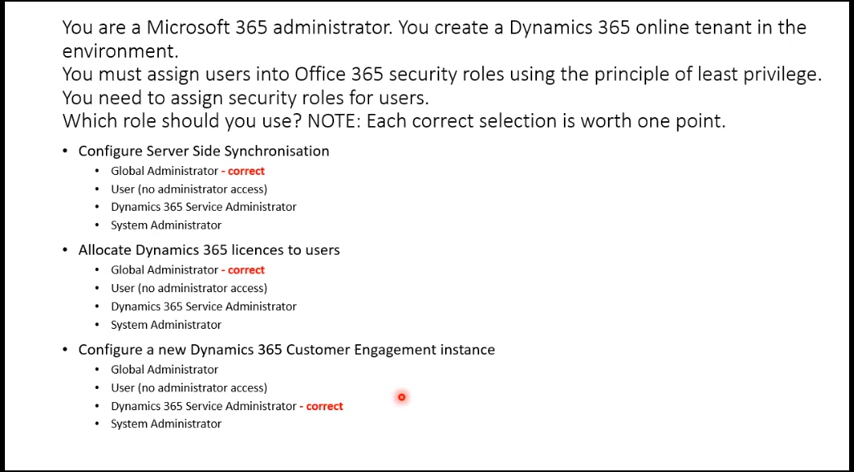 You are a Microsoft 365 administrator. You create a Dynamics 365 online tenant in the
environment.
You must assign users into Office 365 security roles using the principle of least privilege.
You need to assign security roles for users.
Which role should you use? NOTE: Each correct selection is worth one point.
• Configure Server Side Synchronisation
• Global Administrator - correct
• User (no administrator access)
• Dynamics 365 Service Administrator
• System Administrator
• Allocate Dynamics 365 licences to users
• Global Administrator - correct
• User (no administrator access)
• Dynamics 365 Service Administrator
• System Administrator
• Configure a new Dynamics 365 Customer Engagement instance
• Global Administrator
• User (no administrator access)
• Dynamics 365 Service Administrator - correct
• System Administrator